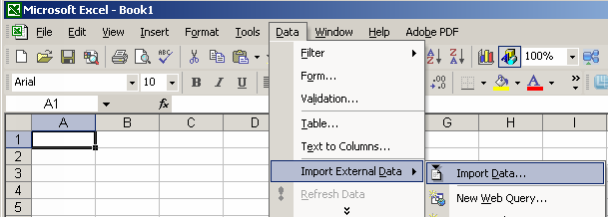 Microsoft Excel - Book1
File Edit View Insert Format Tools Data Window Help Adobe PDF
100%
Arial 10 B I U
A1 fx
A B C D G H I
1
2
3
4
5
Filter
Form...
Validation...
Table...
Text to Columns...
Import External Data
Refresh Data
Import Data...
New Web Query...